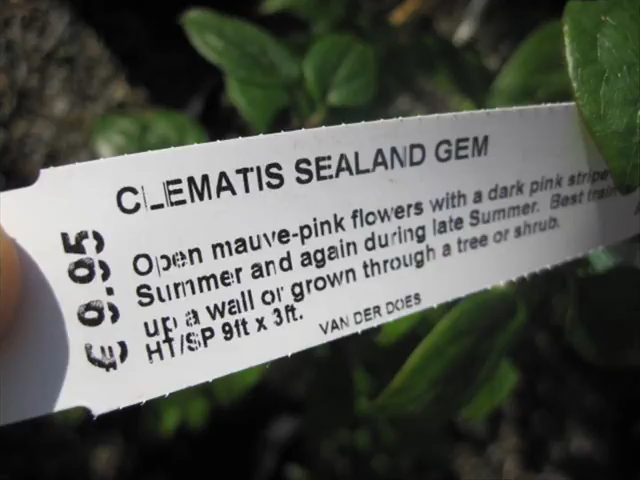 CLEMATIS SEALAND GEM
€ 9.95
Open mauve-pink flowers with a dark pink stripe
Summer and again during late Summer. Best train
up a wall or grown through a tree or shrub.
HT/SP 9ft x 3ft.
VAN DER DOES